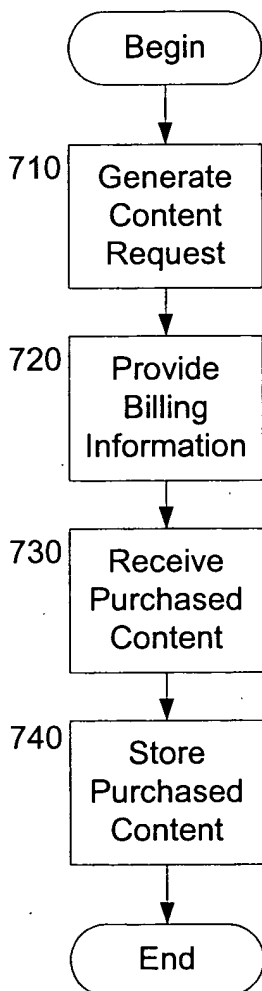 Begin
710
Generate
Content
Request
720
Provide
Billing
Information
730
Receive
Purchased
Content
740
Store
Purchased
Content
End